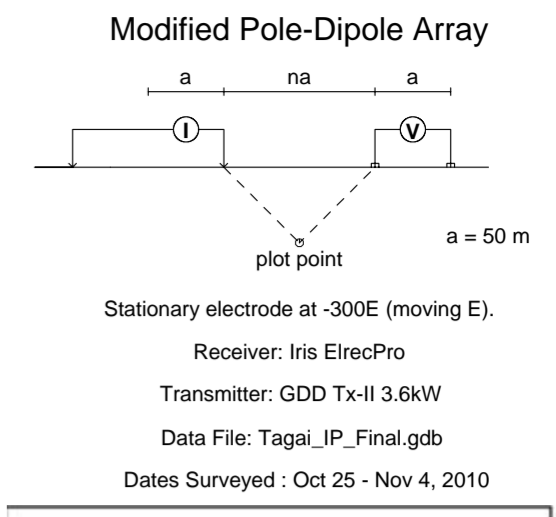 Modified Pole-Dipole Array
a na a
I V
a = 50 m
plot point
Stationary electrode at -300E (moving E).
Receiver: Iris ElrecPro
Transmitter: GDD Tx-II 3.6kW
Data File: Tagai_IP_Final.gdb
Dates Surveyed : Oct 25 - Nov 4, 2010